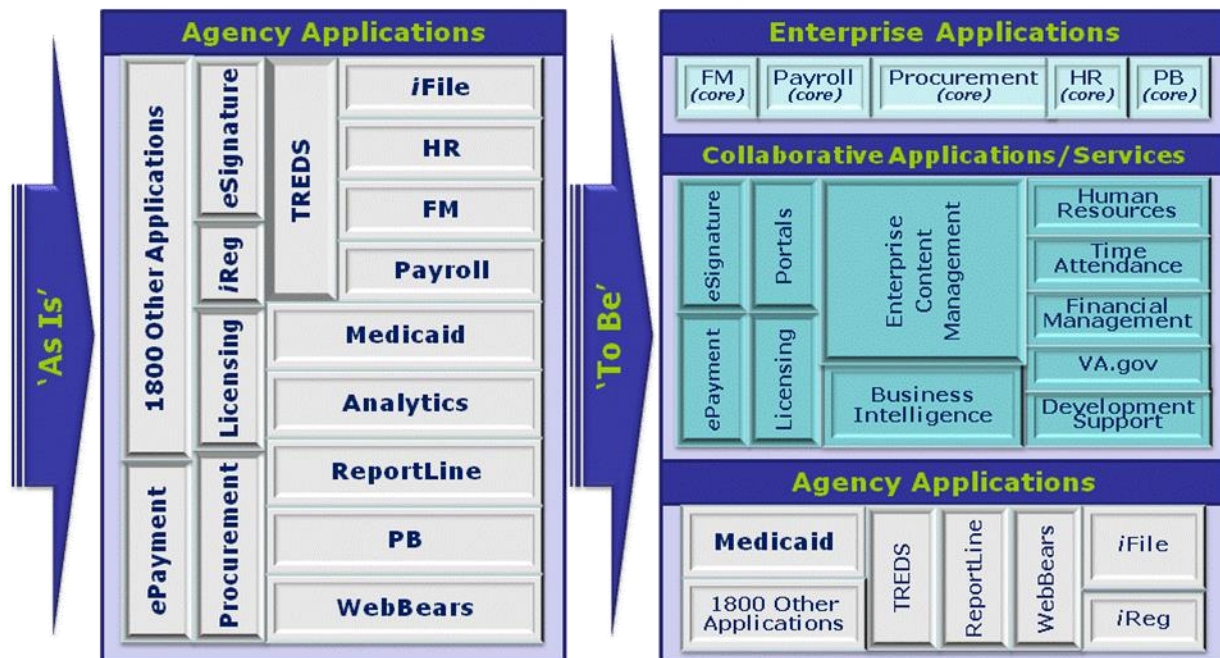 'As Is'
Agency Applications
1800 Other Applications
ePayment
eSignature
iReg
Licensing
Procurement
TREDS
iFile
HR
FM
Payroll
Medicaid
Analytics
ReportLine
PB
WebBears
'To Be'
Enterprise Applications
FM
(core)
Payroll
(core)
Procurement
(core)
HR
(core)
PB
(core)
Collaborative Applications/Services
eSignature
Portals
ePayment
Licensing
Enterprise
Content
Management
Business
Intelligence
Human
Resources
Time
Attendance
Financial
Management
VA.gov
Development
Support
Agency Applications
Medicaid
1800 Other
Applications
TREDS
ReportLine
WebBears
iFile
iReg